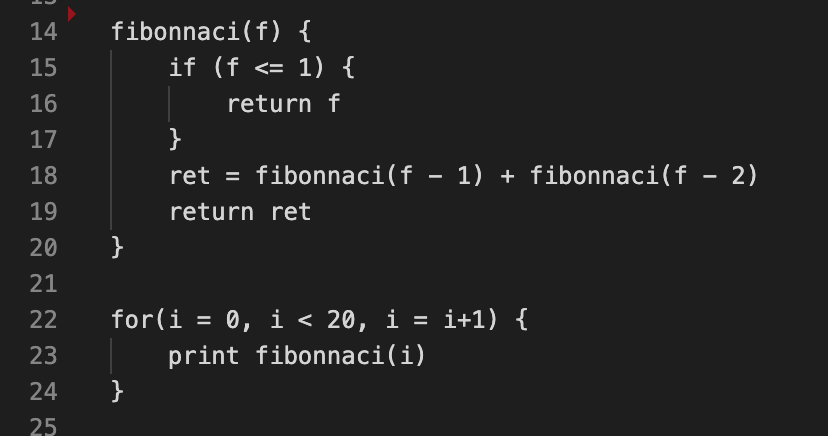 13
14 fibonnaci(f) {
15 if (f <= 1) {
16 return f
17 }
18 ret = fibonnaci(f - 1) + fibonnaci(f - 2)
19 return ret
20 }
21
22 for(i = 0, i < 20, i = i+1) {
23 print fibonnaci(i)
24 }
25